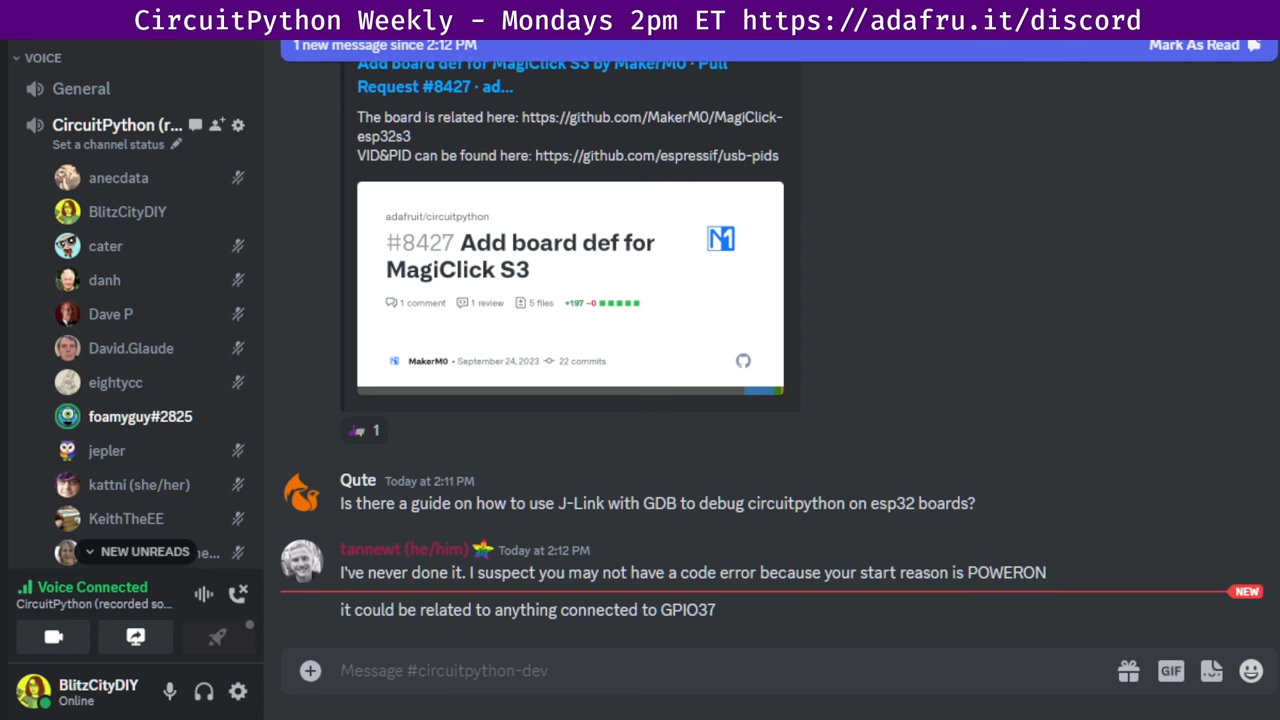 CircuitPython Weekly - Mondays 2pm ET https://adafru.it/discord
VOICE
General
CircuitPython (r...
Set a channel status
anecdata
BlitzCityDIY
cater
danh
Dave P
David.Glaude
eightycc
foamyguy#2825
jepler
kattni (she/her)
KeithTheEE
NEW UNREADS
ne...
Voice Connected
CircuitPython (recorded so...
BlitzCityDIY
Online
1 new message since 2:12 PM
Mark As Read
Add board def for MagiClick S3 by MakerM0 · Pull
Request #8427 · ad...
The board is related here: https://github.com/MakerM0/MagiClick-
esp32s3
VID&PID can be found here: https://github.com/espressif/usb-pids
adafruit/circuitpython
#8427 Add board def for
MagiClick S3
1 comment
1 review
5 files
+197 −0
MakerM0 • September 24, 2023
22 commits
1
Qute Today at 2:11 PM
Is there a guide on how to use J-Link with GDB to debug circuitpython on esp32 boards?
tannewt (he/him) Today at 2:12 PM
I've never done it. I suspect you may not have a code error because your start reason is POWERON
NEW
it could be related to anything connected to GPIO37
Message #circuitpython-dev
GIF